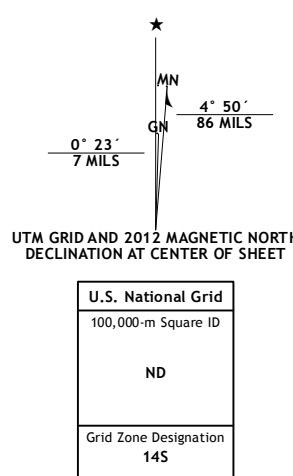 ★
MN
GN
4° 50´
86 MILS
0° 23´
7 MILS
UTM GRID AND 2012 MAGNETIC NORTH
DECLINATION AT CENTER OF SHEET
U.S. National Grid
100,000-m Square ID
ND
Grid Zone Designation
14S